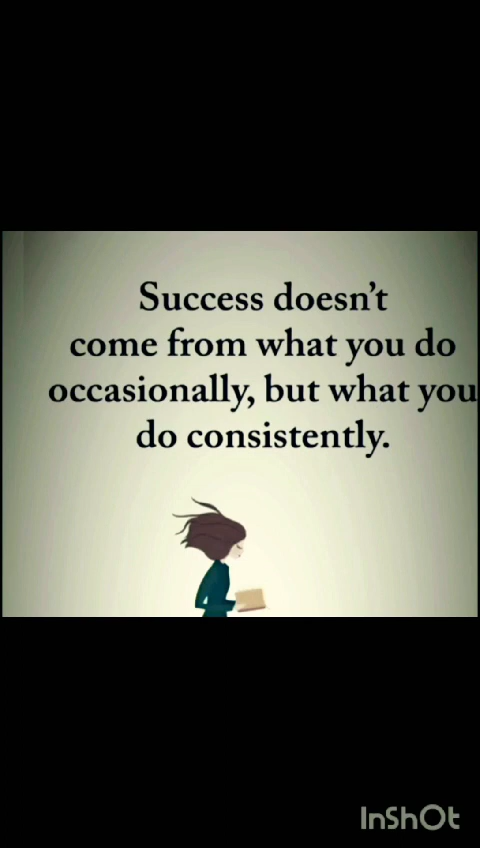 Success doesn't
come from what you do
occasionally, but what you
do consistently.
InShOt